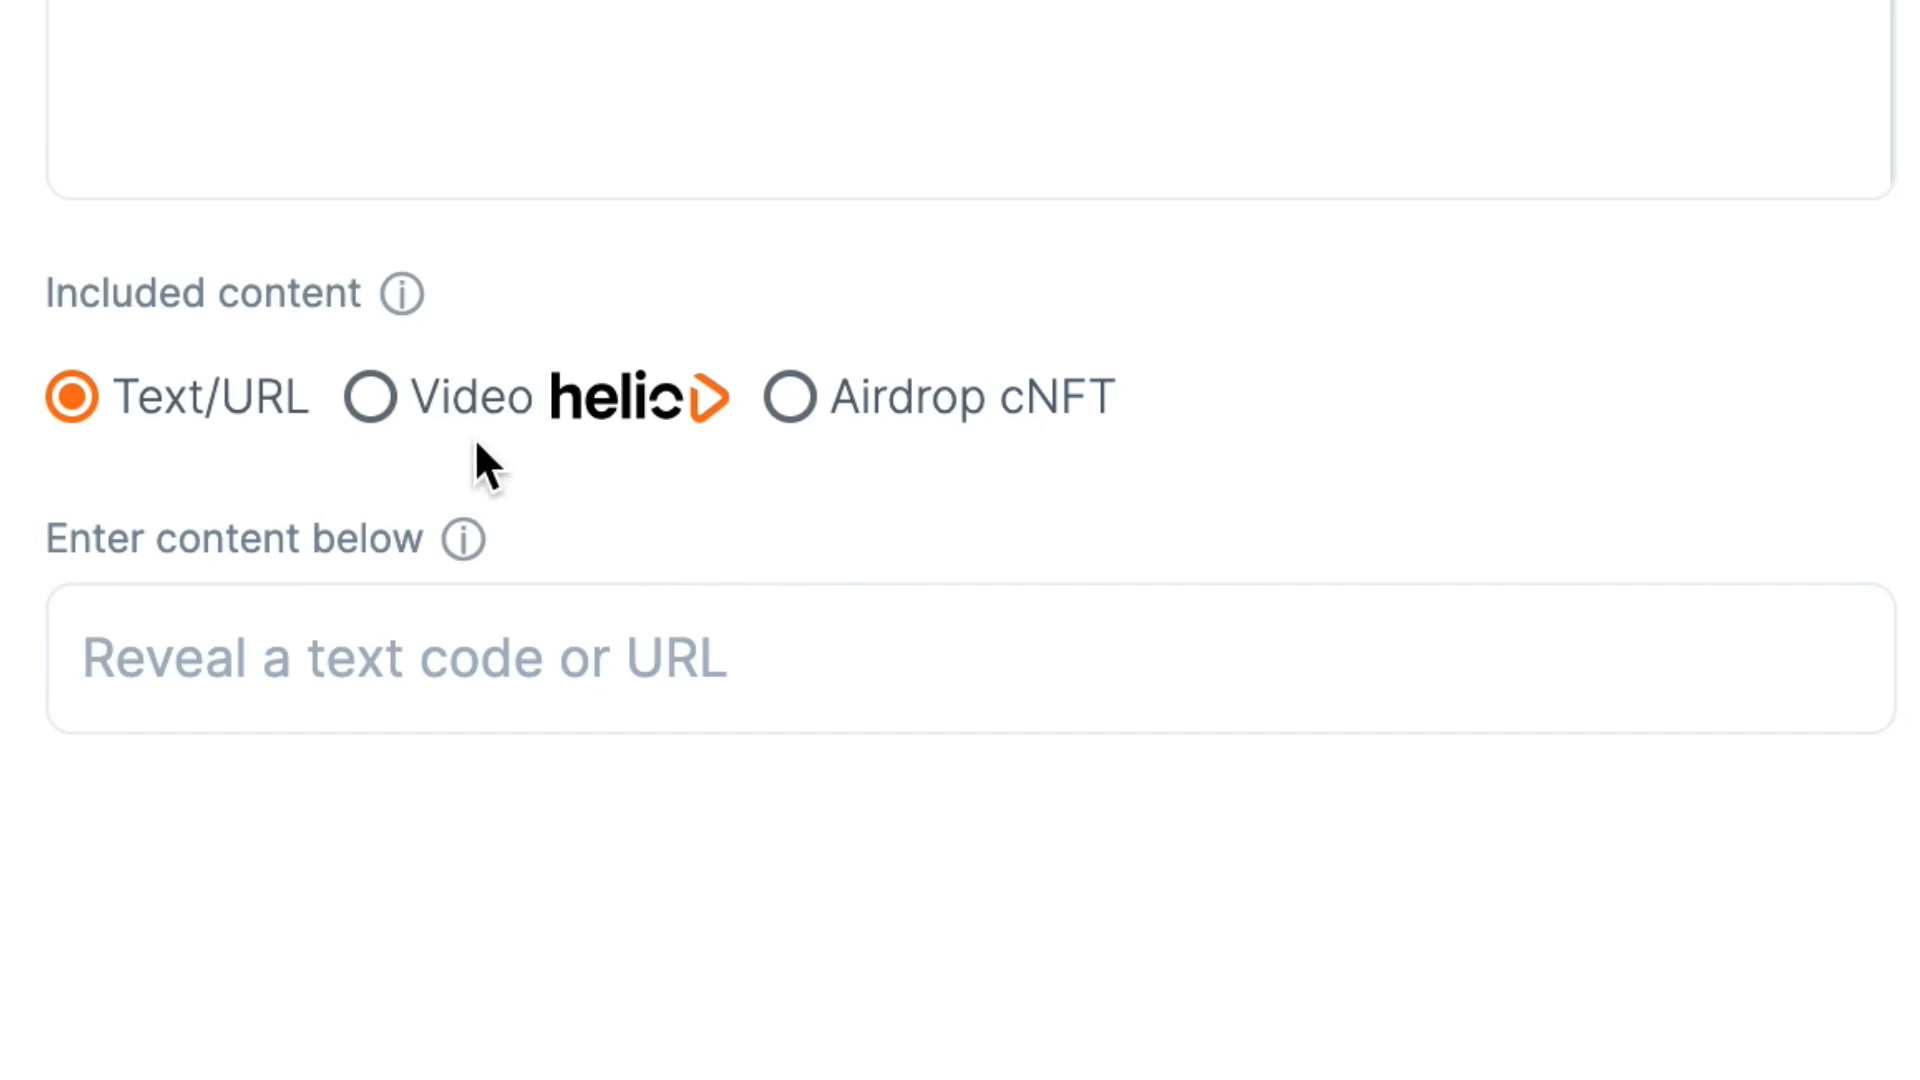 Included content
Text/URL Video helio Airdrop cNFT
Enter content below
Reveal a text code or URL